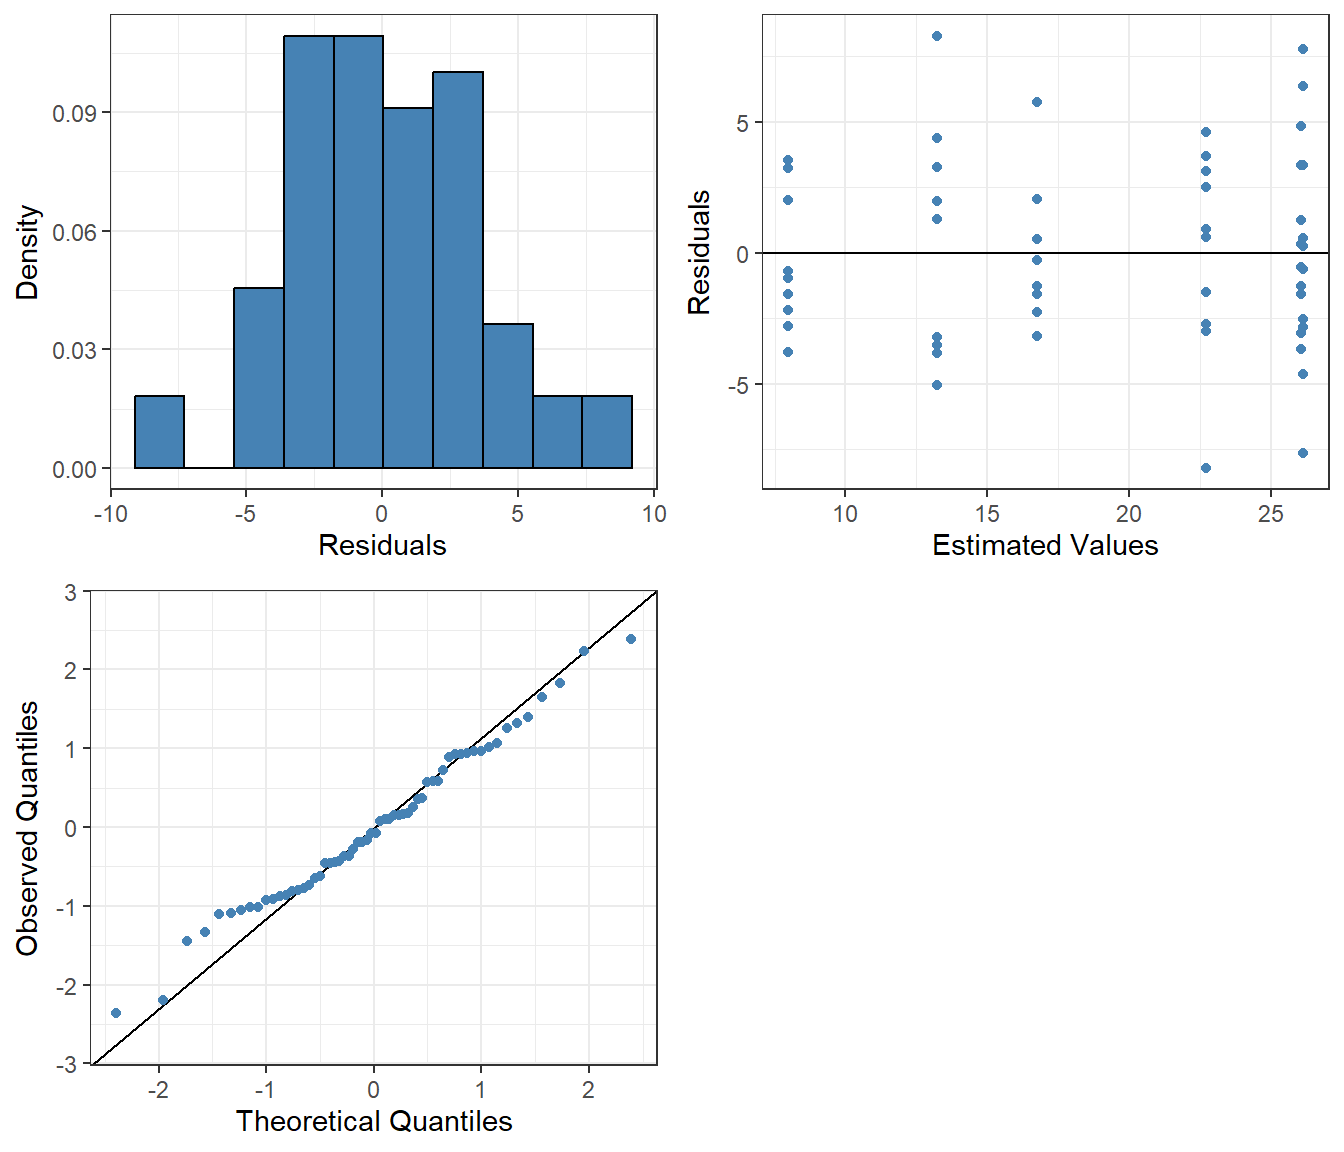 0.09
0.06
0.03
0.00
Density
-10 -5 0 5 10
Residuals
5
0
-5
Residuals
10 15 20 25
Estimated Values
3
2
1
0
-1
-2
-3
Observed Quantiles
-2 -1 0 1 2
Theoretical Quantiles